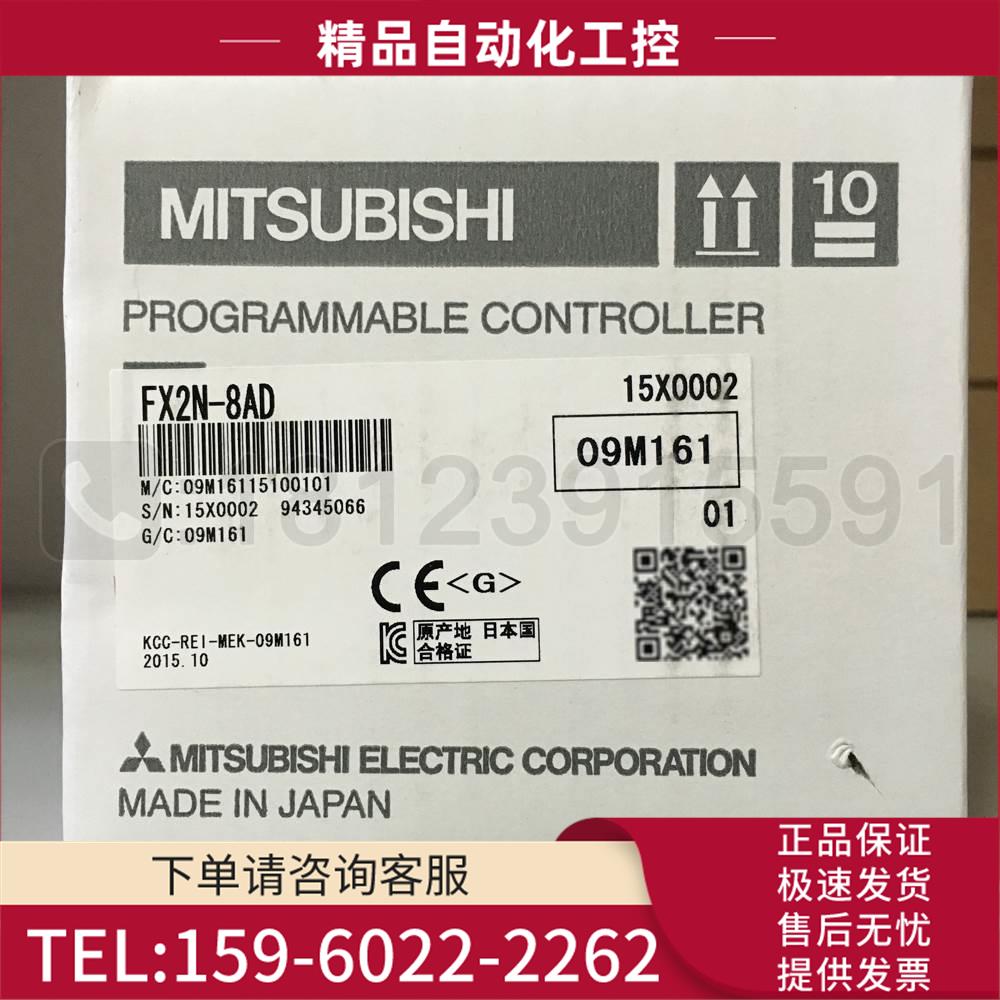 精品自动化工控
MITSUBISHI
10
PROGRAMMABLE CONTROLLER
FX2N-8AD
15X0002
09M161
M/C:09M16115100101
S/N:15X0002 94345066
G/C:09M161
01
18123915591
CE<G>
KCC-REI-MEK-09M161
2015.10
原产地 日本国
合格证
MITSUBISHI ELECTRIC CORPORATION
MADE IN JAPAN
下单请咨询客服
TEL:159-6022-2262
正品保证
极速发货
售后无忧
提供发票